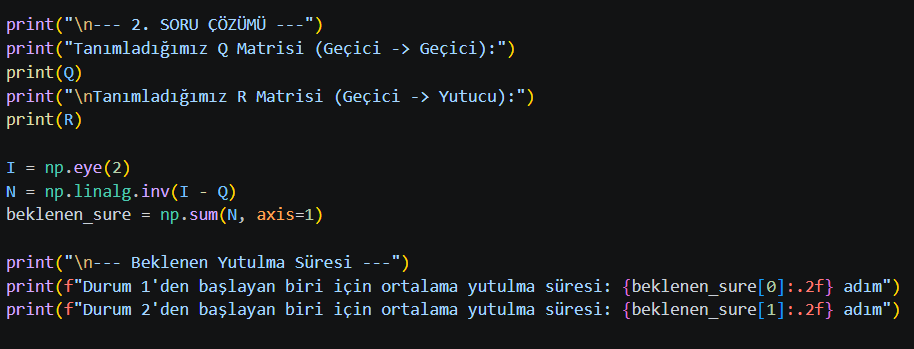 print("\n--- 2. SORU ÇÖZÜMÜ ---")
print("Tanımladığımız Q Matrisi (Geçici -> Geçici):")
print(Q)
print("\nTanımladığımız R Matrisi (Geçici -> Yutucu):")
print(R)
I = np.eye(2)
N = np.linalg.inv(I - Q)
beklenen_sure = np.sum(N, axis=1)
print("\n--- Beklenen Yutulma Süresi ---")
print(f"Durum 1'den başlayan biri için ortalama yutulma süresi: {beklenen_sure[0]:.2f} adım")
print(f"Durum 2'den başlayan biri için ortalama yutulma süresi: {beklenen_sure[1]:.2f} adım")